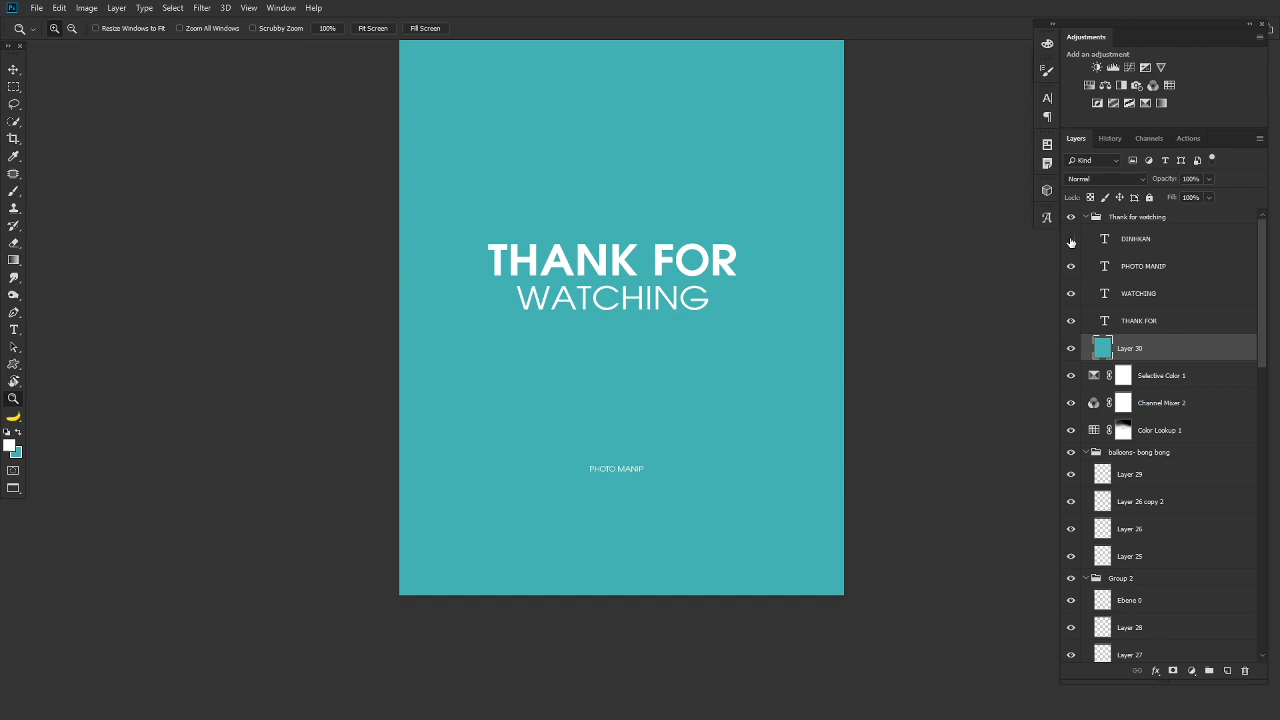 Ps File Edit Image Layer Type Select Filter 3D View Window Help
Resize Windows to Fit Zoom All Windows Scrubby Zoom 100% Fit Screen Fill Screen
Adjustments
Add an adjustment
Layers History Channels Actions
Kind
Normal Opacity: 100%
Lock: Fill: 100%
Thank for watching
DINHKAN
PHOTO MANIP
WATCHING
THANK FOR
Layer 30
Selective Color 1
Channel Mixer 2
Color Lookup 1
balloons- bong bong
Layer 29
Layer 26 copy 2
Layer 26
Layer 25
Group 2
Ebene 0
Layer 28
Layer 27
fx
THANK FOR
WATCHING
PHOTO MANIP